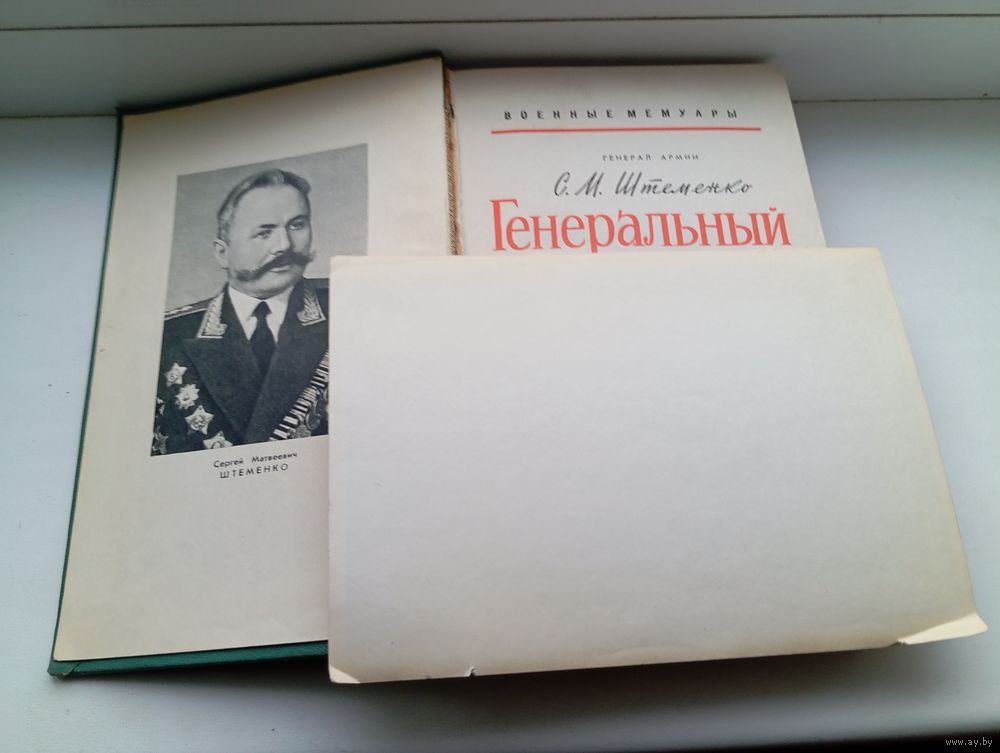 Сергей Матвеевич
ШТЕМЕНКО
ВОЕННЫЕ МЕМУАРЫ
ГЕНЕРАЛ АРМИИ
С. М. Штеменко
Генеральный
www.ay.by